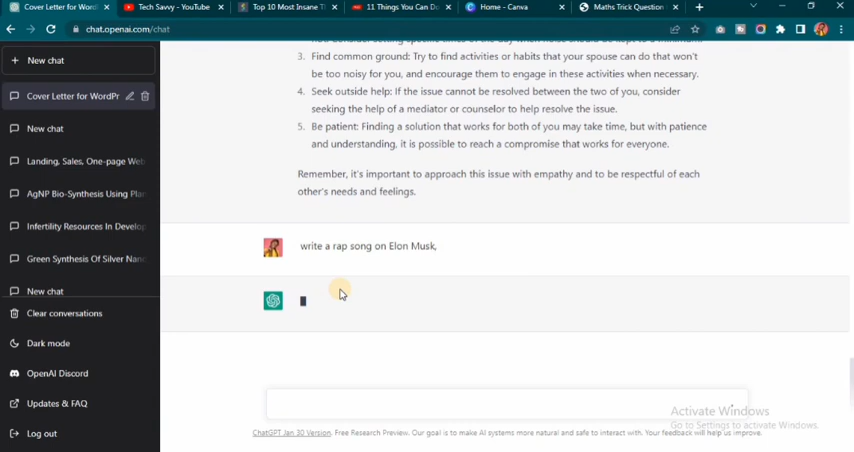 Cover Letter for WordP
Tech Savvy - YouTube
Top 10 Most Insane T
11 Things You Can Do
Home - Canva
Maths Trick Question
chat.openai.com/chat
New chat
Cover Letter for WordPr
New chat
Landing, Sales, One-page Web
AgNP Bio-Synthesis Using Plan
Infertility Resources In Develop
Green Synthesis Of Silver Nano
New chat
Clear conversations
Dark mode
OpenAI Discord
Updates & FAQ
Log out
3. Find common ground: Try to find activities or habits that your spouse can do that won't
be too noisy for you, and encourage them to engage in these activities when necessary.
4. Seek outside help: If the issue cannot be resolved between the two of you, consider
seeking the help of a mediator or counselor to help resolve the issue.
5. Be patient: Finding a solution that works for both of you may take time, but with patience
and understanding, it is possible to reach a compromise that works for everyone.
Remember, it's important to approach this issue with empathy and to be respectful of each
other's needs and feelings.
write a rap song on Elon Musk,
Activate Windows
Go to Settings to activate Windows.
ChatGPT Jan 30 Version. Free Research Preview. Our goal is to make AI systems more natural and safe to interact with. Your feedback will help us improve.